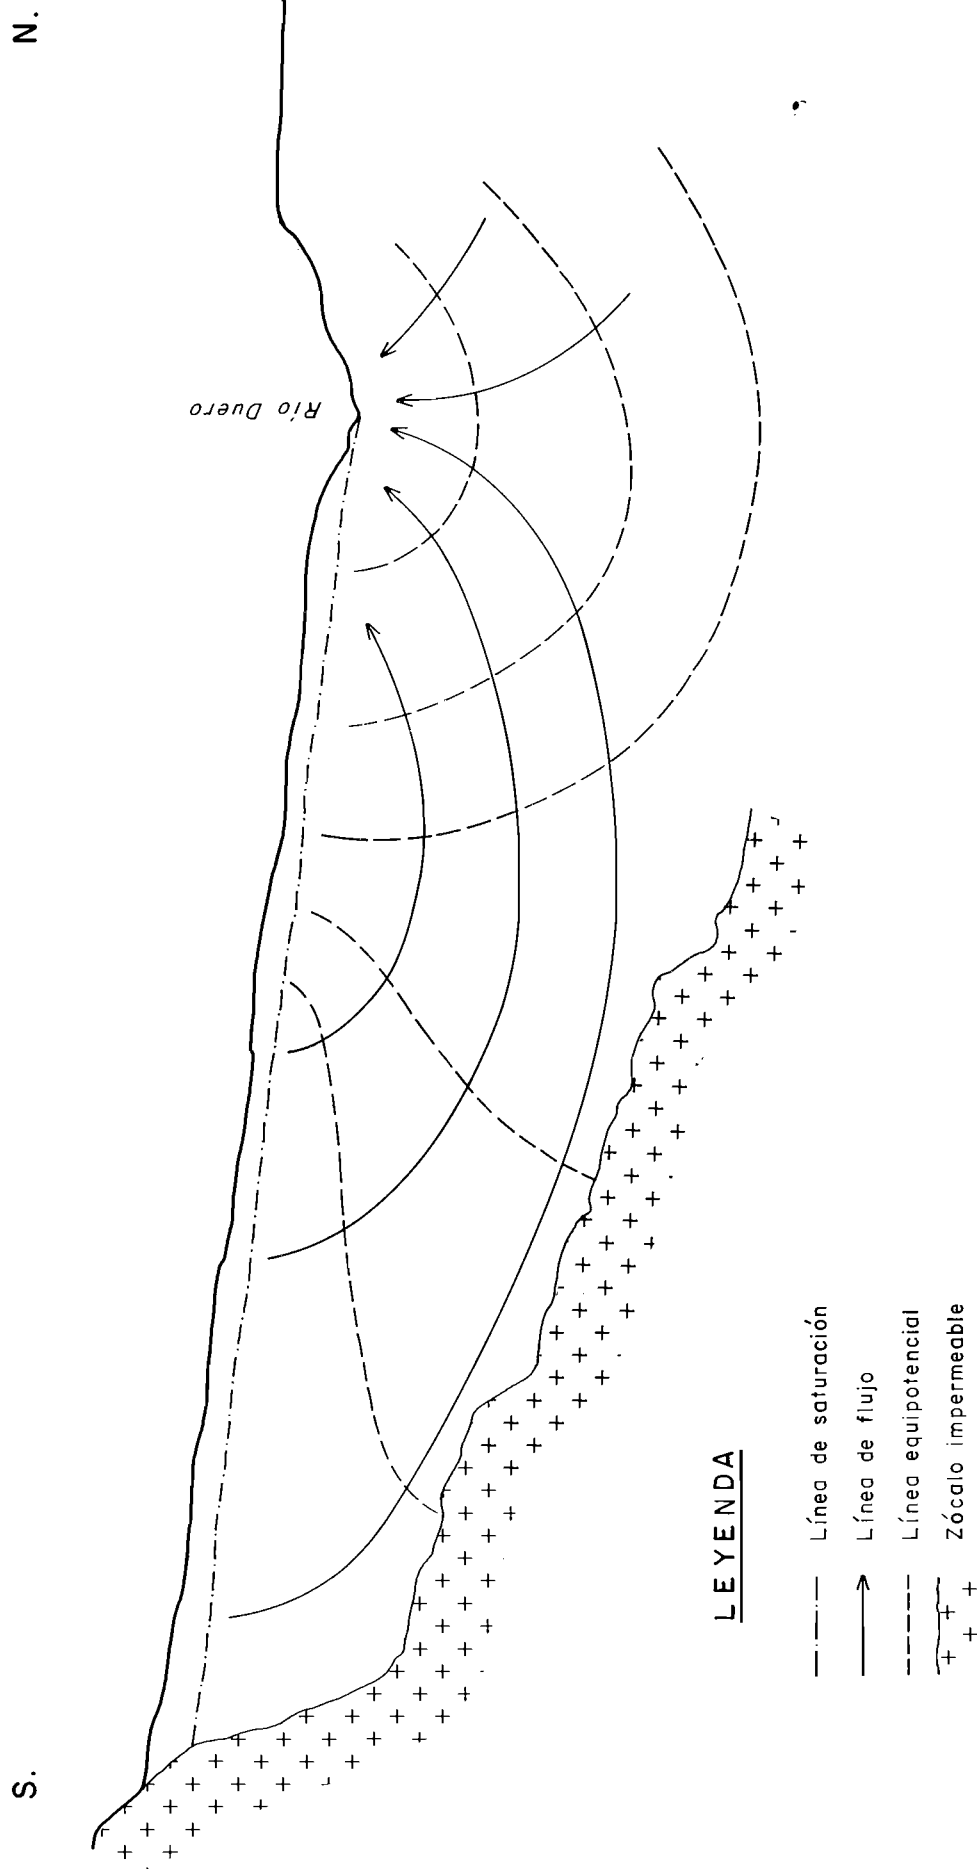 S.
N.
Río Duero
LEYENDA
Línea de saturación
Línea de flujo
Línea equipotencial
Zócalo impermeable